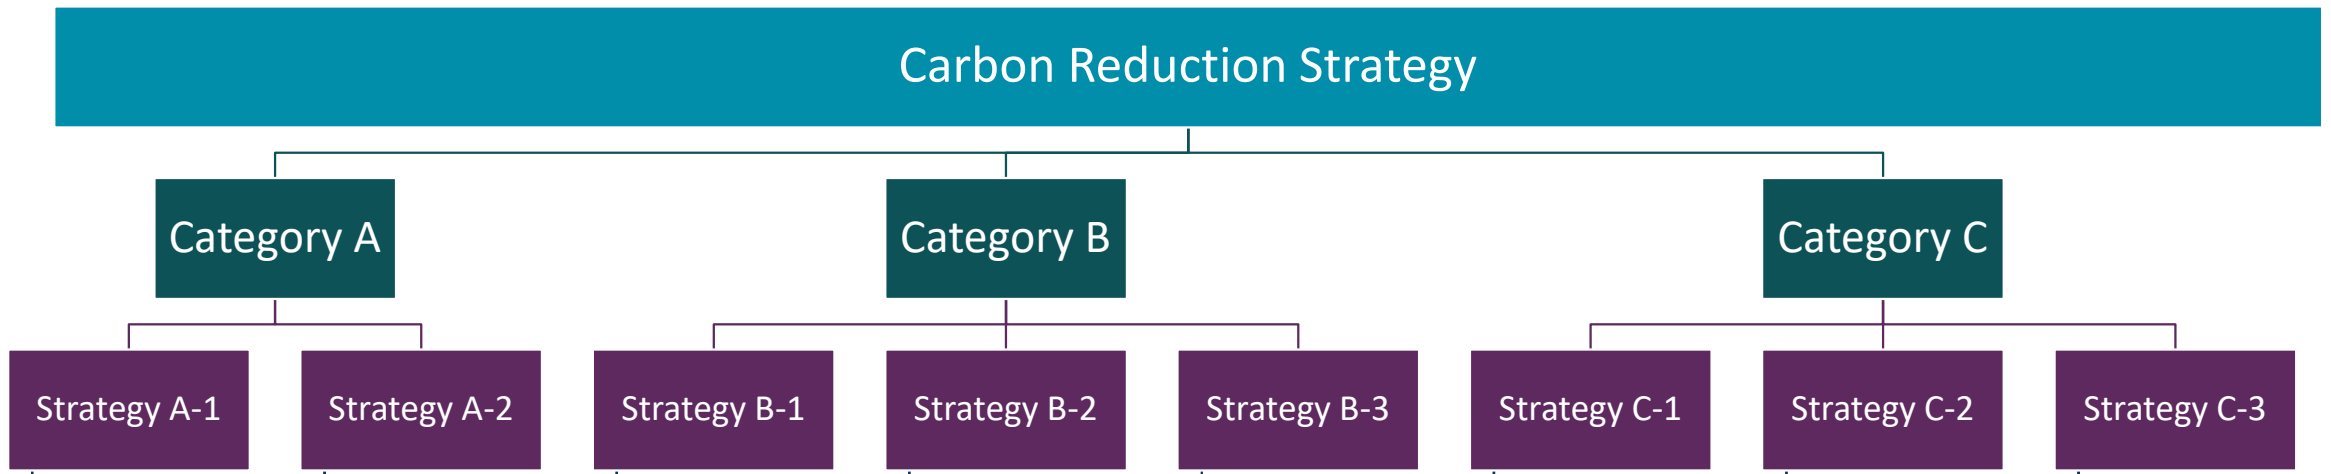 Carbon Reduction Strategy
Category A
Category B
Category C
Strategy A-1
Strategy A-2
Strategy B-1
Strategy B-2
Strategy B-3
Strategy C-1
Strategy C-2
Strategy C-3